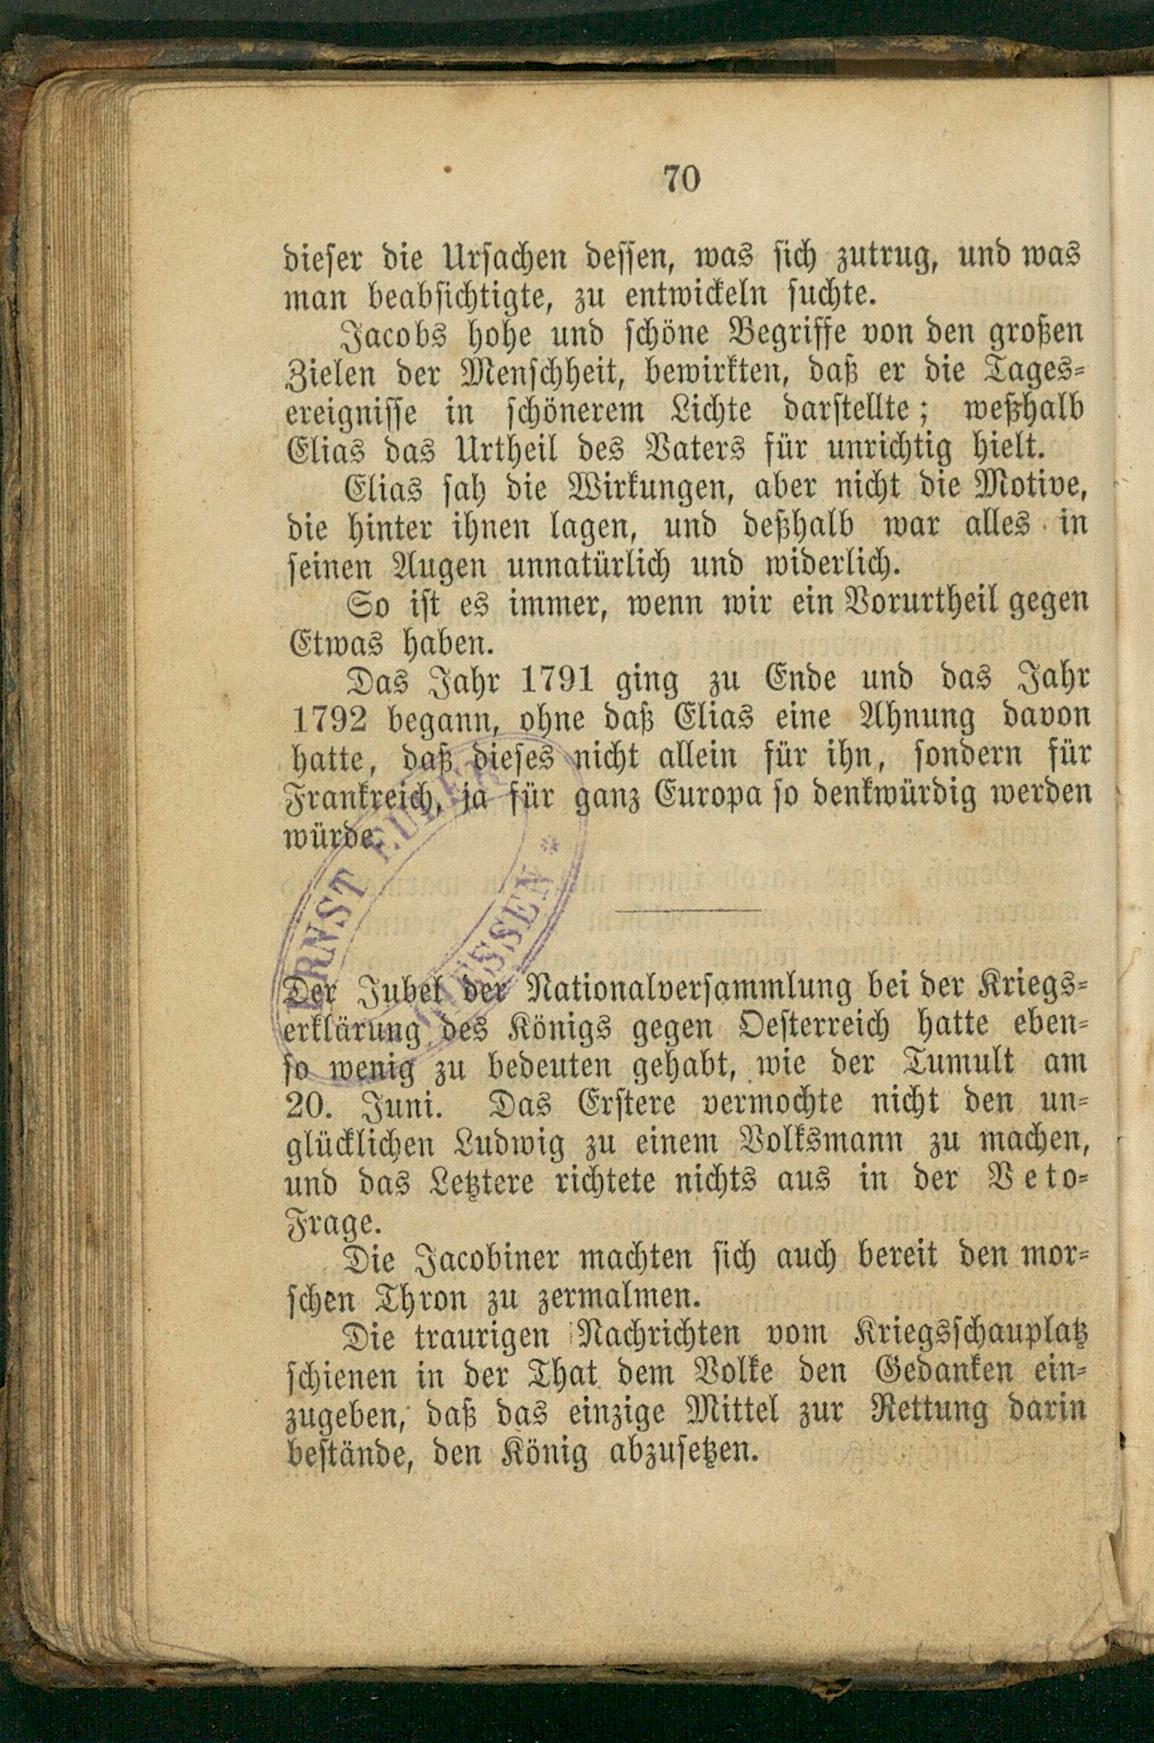 70
dieser die Ursachen dessen, was sich zutrug, und was
man beabsichtigte, zu entwickeln suchte.
Jacobs hohe und schöne Begriffe von den großen
Zielen der Menschheit, bewirkten, daß er die Tages=
ereignisse in schönerem Lichte darstellte; weßhalb
Elias das Urtheil des Vaters für unrichtig hielt.
Elias sah die Wirkungen, aber nicht die Motive,
die hinter ihnen lagen, und deßhalb war alles in
seinen Augen unnatürlich und widerlich.
So ist es immer, wenn wir ein Vorurtheil gegen
Etwas haben.
Das Jahr 1791 ging zu Ende und das Jahr
1792 begann, ohne daß Elias eine Ahnung davon
hatte, daß dieses nicht allein für ihn, sondern für
Frankreich, ja für ganz Europa so denkwürdig werden
würde.
ERNST
Der Jubel der Nationalversammlung bei der Kriegs=
erklärung des Königs gegen Oesterreich hatte eben=
so wenig zu bedeuten gehabt, wie der Tumult am
20. Juni. Das Erstere vermochte nicht den un=
glücklichen Ludwig zu einem Volksmann zu machen,
und das Letztere richtete nichts aus in der Veto=
Frage.
Die Jacobiner machten sich auch bereit den mor=
schen Thron zu zermalmen.
Die traurigen Nachrichten vom Kriegsschauplatz
schienen in der That dem Volke den Gedanken ein=
zugeben, daß das einzige Mittel zur Rettung darin
bestände, den König abzusetzen.